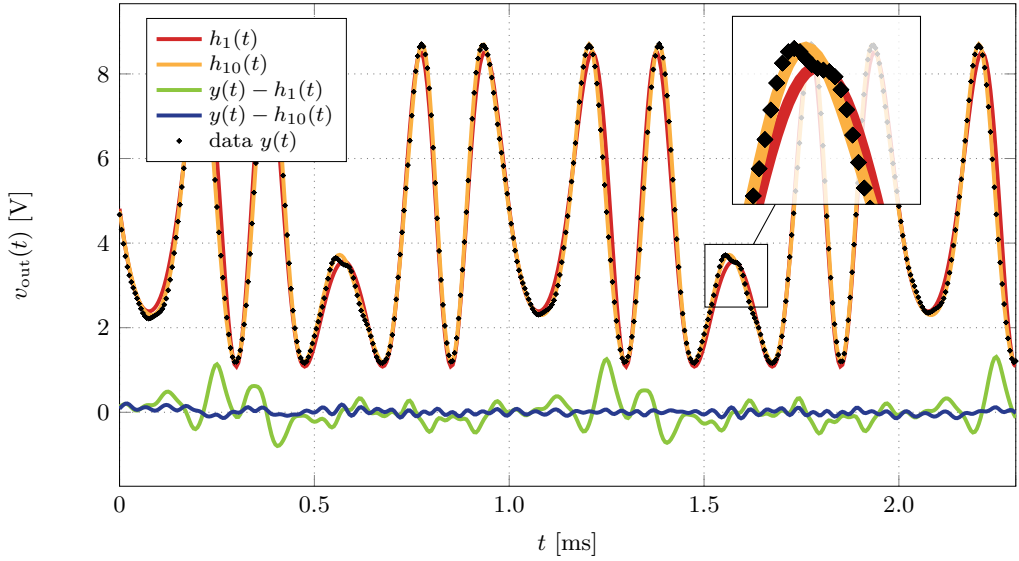 h₁(t)
h₁₀(t)
y(t) − h₁(t)
y(t) − h₁₀(t)
data y(t)
8
6
4
2
0
v_out(t) [V]
0
0.5
1.0
1.5
2.0
t [ms]